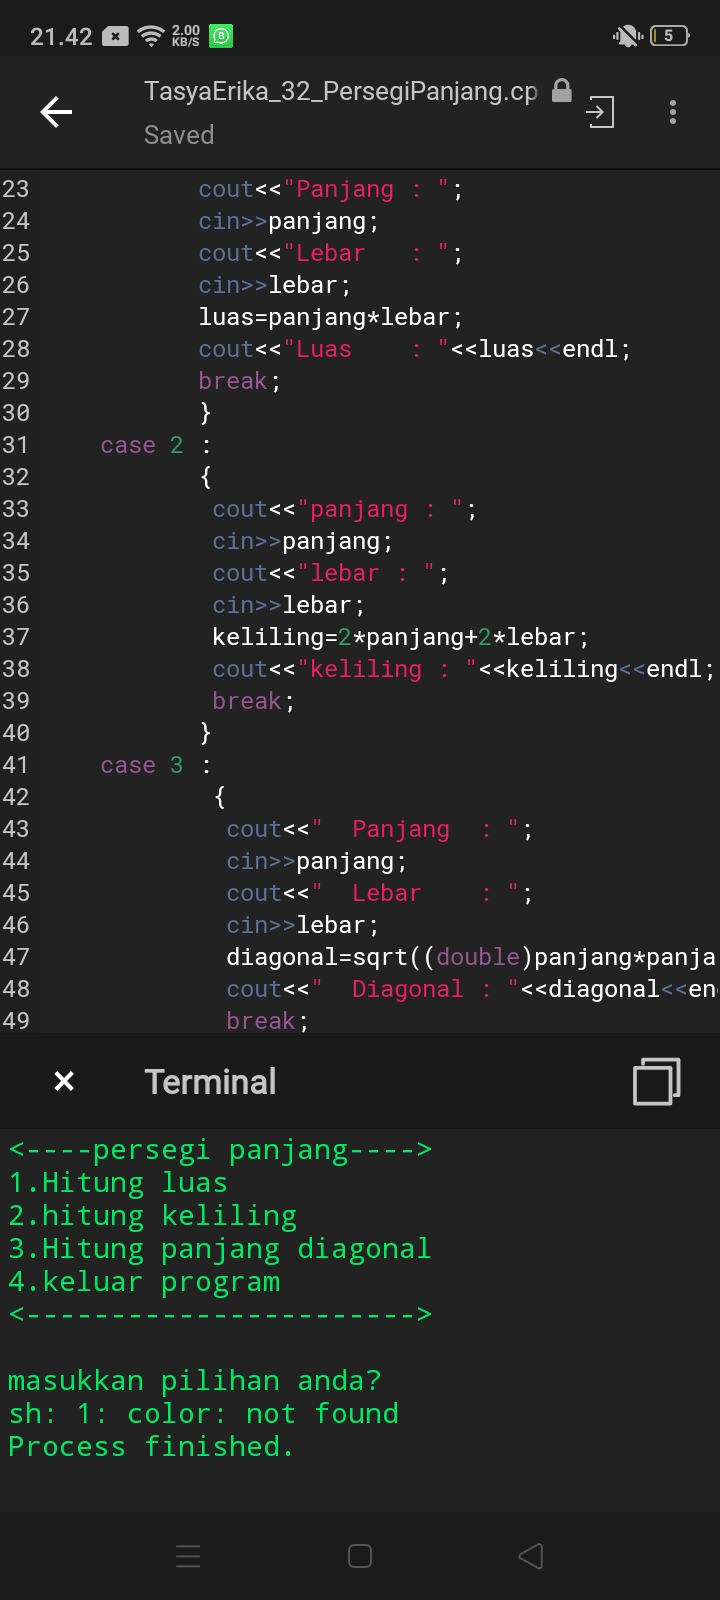 21.42 2.00 KB/S 5
TasyaErika_32_PersegiPanjang.cp
Saved
23 cout<<"Panjang : ";
24 cin>>panjang;
25 cout<<"Lebar   : ";
26 cin>>lebar;
27 luas=panjang*lebar;
28 cout<<"Luas    : "<<luas<<endl;
29 break;
30 }
31 case 2 :
32 {
33 cout<<"panjang : ";
34 cin>>panjang;
35 cout<<"lebar : ";
36 cin>>lebar;
37 keliling=2*panjang+2*lebar;
38 cout<<"keliling : "<<keliling<<endl;
39 break;
40 }
41 case 3 :
42 {
43 cout<<"  Panjang  : ";
44 cin>>panjang;
45 cout<<"  Lebar    : ";
46 cin>>lebar;
47 diagonal=sqrt((double)panjang*panja
48 cout<<"  Diagonal : "<<diagonal<<en
49 break;
Terminal
<----persegi panjang---->
1.Hitung luas
2.hitung keliling
3.Hitung panjang diagonal
4.keluar program
<----------------------->
masukkan pilihan anda?
sh: 1: color: not found
Process finished.